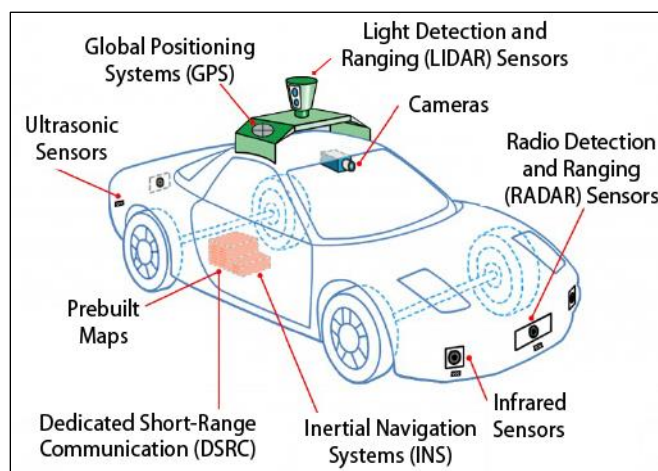 Light Detection and
Ranging (LIDAR) Sensors
Global Positioning
Systems (GPS)
Cameras
Ultrasonic
Sensors
Radio Detection
and Ranging
(RADAR) Sensors
Prebuilt
Maps
Infrared
Sensors
Dedicated Short-Range
Communication (DSRC)
Inertial Navigation
Systems (INS)